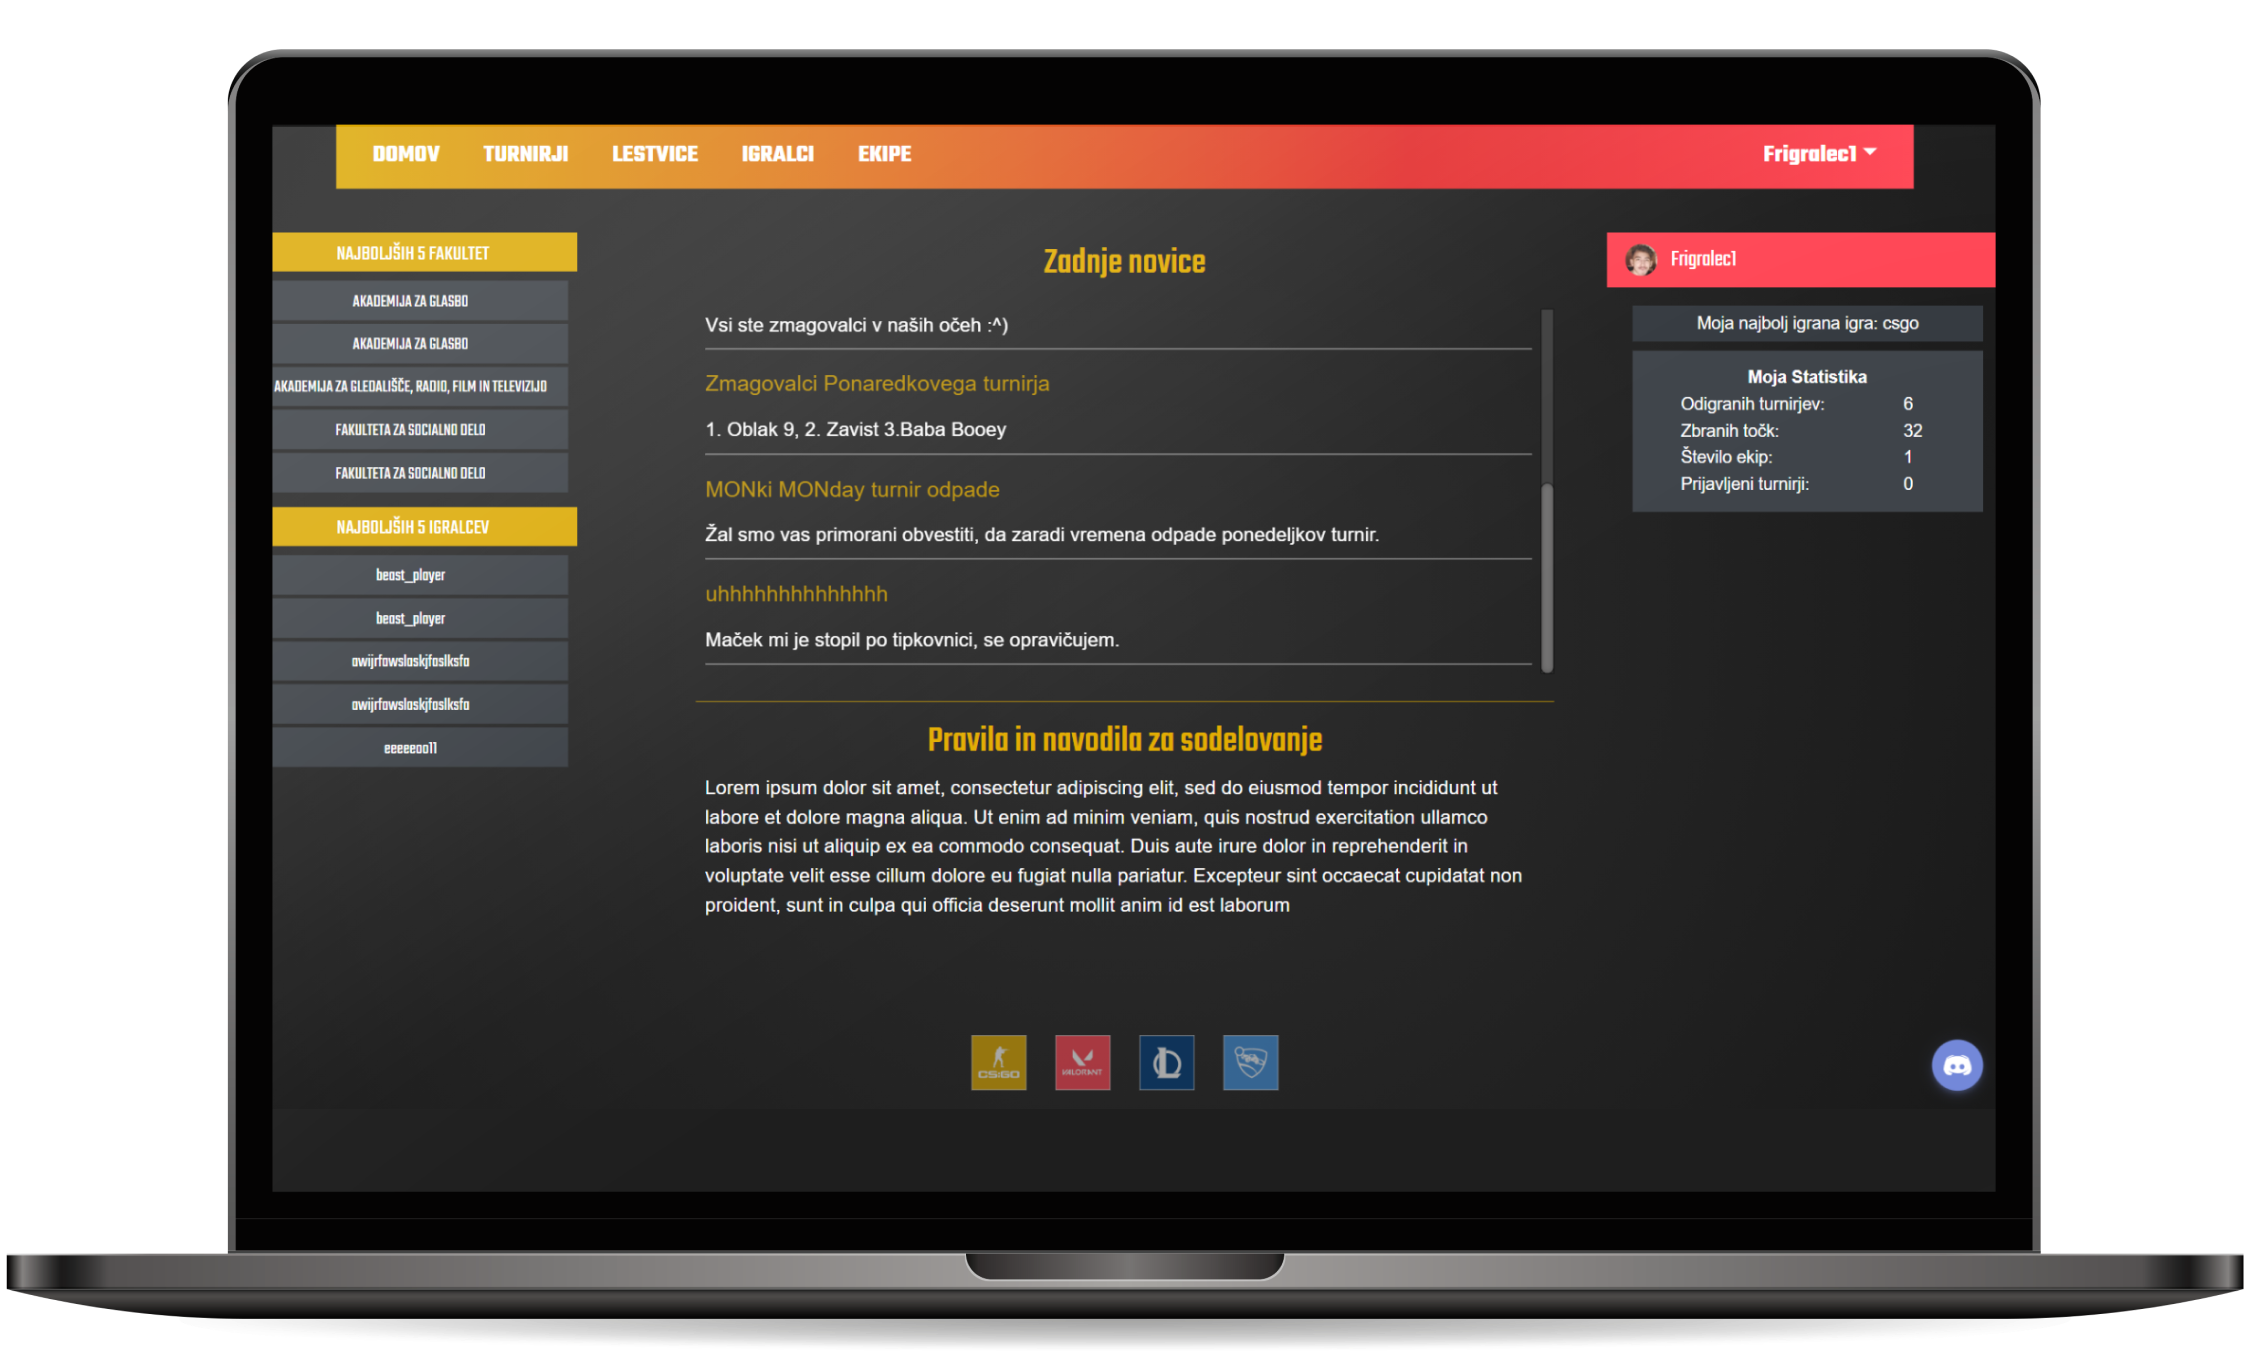 DOMOV TURNIRJI LESTVICE IGRALCI EKIPE Frigralec1
NAJBOLJŠIH 5 FAKULTET
AKADEMIJA ZA GLASBO
AKADEMIJA ZA GLASBO
AKADEMIJA ZA GLEDALIŠČE, RADIO, FILM IN TELEVIZIJO
FAKULTETA ZA SOCIALNO DELO
FAKULTETA ZA SOCIALNO DELO
NAJBOLJŠIH 5 IGRALCEV
beast_player
beast_player
awijrfawslaskjfaslksfa
awijrfawslaskjfaslksfa
eeeeeoo11
Zadnje novice
Vsi ste zmagovalci v naših očeh :^)
Zmagovalci Ponaredkovega turnirja
1. Oblak 9, 2. Zavist 3.Baba Booey
MONki MONday turnir odpade
Žal smo vas primorani obvestiti, da zaradi vremena odpade ponedeljkov turnir.
uhhhhhhhhhhhhhh
Maček mi je stopil po tipkovnici, se opravičujem.
Pravila in navodila za sodelovanje
Lorem ipsum dolor sit amet, consectetur adipiscing elit, sed do eiusmod tempor incididunt ut
labore et dolore magna aliqua. Ut enim ad minim veniam, quis nostrud exercitation ullamco
laboris nisi ut aliquip ex ea commodo consequat. Duis aute irure dolor in reprehenderit in
voluptate velit esse cillum dolore eu fugiat nulla pariatur. Excepteur sint occaecat cupidatat non
proident, sunt in culpa qui officia deserunt mollit anim id est laborum
CS:GO
VALORANT
Frigralec1
Moja najbolj igrana igra: csgo
Moja Statistika
Odigranih turnirjev: 6
Zbranih točk: 32
Število ekip: 1
Prijavljeni turnirji: 0